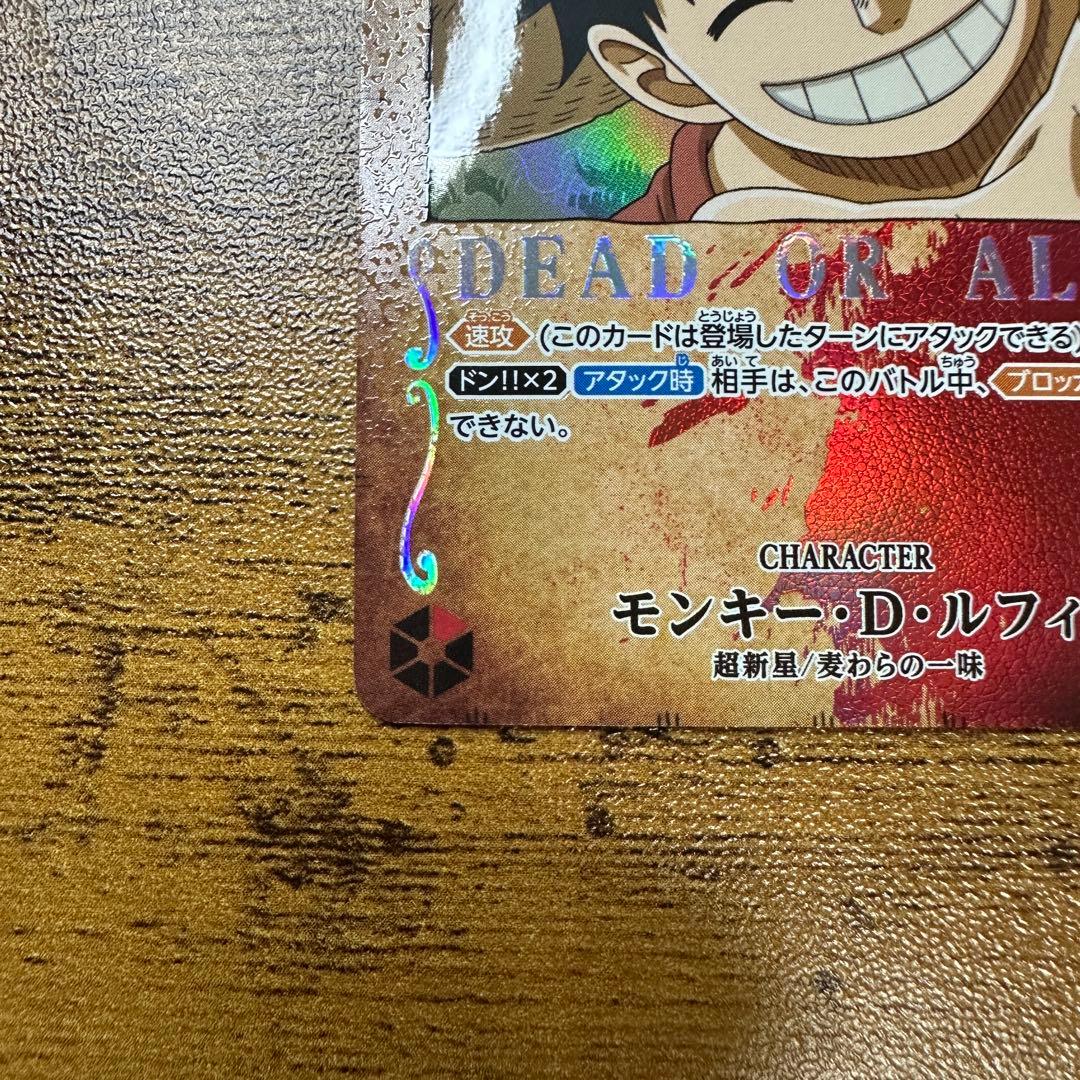 DEAD OR AL
速攻 (このカードは登場したターンにアタックできる)
ドン!!×2 アタック時 相手は、このバトル中、ブロッ
できない。
CHARACTER
モンキー・D・ルフィ
超新星/麦わらの一味